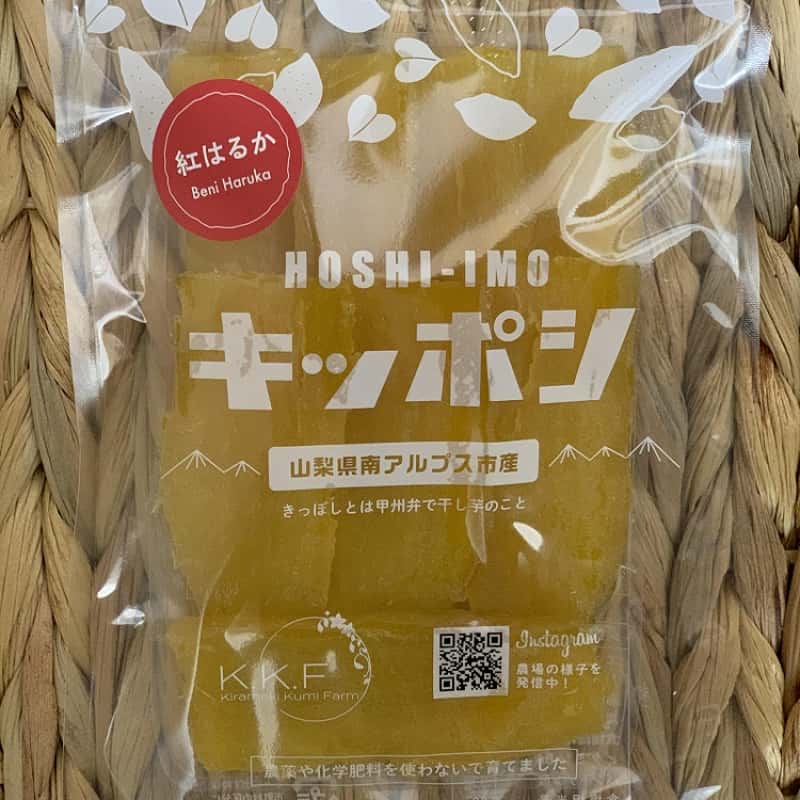 紅はるか
Beni Haruka
HOSHI-IMO
キッポシ
山梨県南アルプス市産
きっぽしとは甲州弁で干し芋のこと
K.K.F
Kirameki Kumi Farm
Instagram
農場の様子を
発信中！
農薬や化学肥料を使わないで育てました